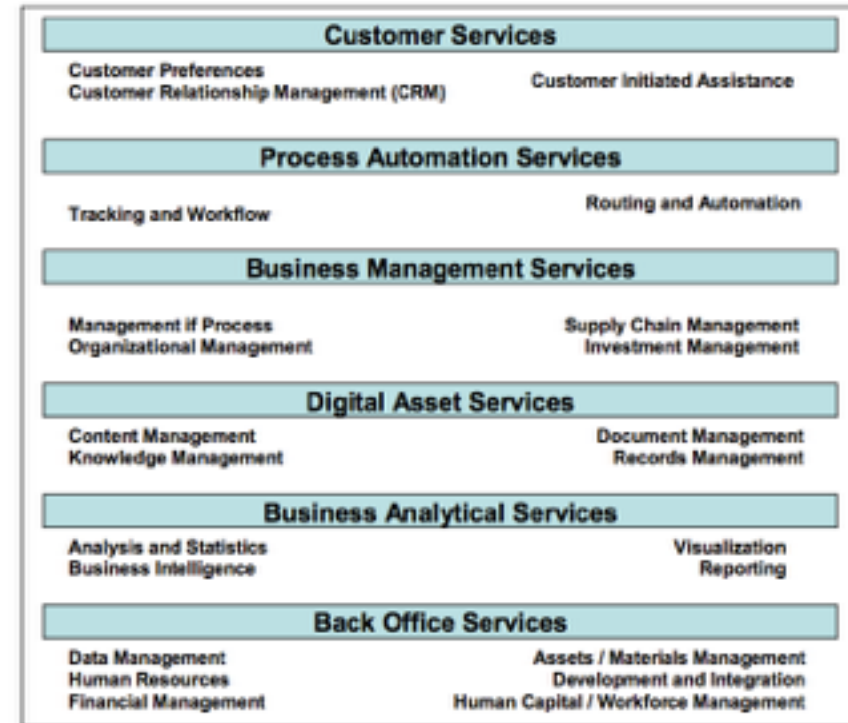 Customer Services
Customer Preferences
Customer Relationship Management (CRM)
Customer Initiated Assistance
Process Automation Services
Tracking and Workflow
Routing and Automation
Business Management Services
Management if Process
Organizational Management
Supply Chain Management
Investment Management
Digital Asset Services
Content Management
Knowledge Management
Document Management
Records Management
Business Analytical Services
Analysis and Statistics
Business Intelligence
Visualization
Reporting
Back Office Services
Data Management
Human Resources
Financial Management
Assets / Materials Management
Development and Integration
Human Capital / Workforce Management